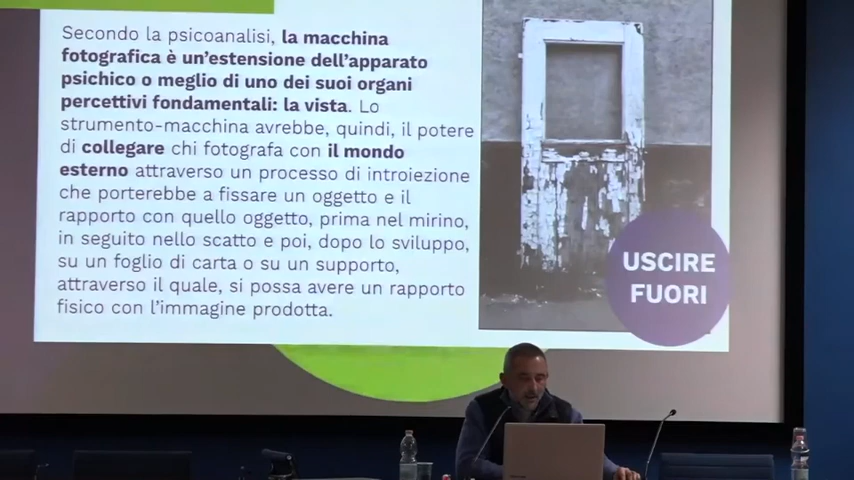 Secondo la psicoanalisi, la macchina
fotografica è un'estensione dell'apparato
psichico o meglio di uno dei suoi organi
percettivi fondamentali: la vista. Lo
strumento-macchina avrebbe, quindi, il potere
di collegare chi fotografa con il mondo
esterno attraverso un processo di introiezione
che porterebbe a fissare un oggetto e il
rapporto con quello oggetto, prima nel mirino,
in seguito nello scatto e poi, dopo lo sviluppo,
su un foglio di carta o su un supporto,
attraverso il quale, si possa avere un rapporto
fisico con l'immagine prodotta.
USCIRE
FUORI